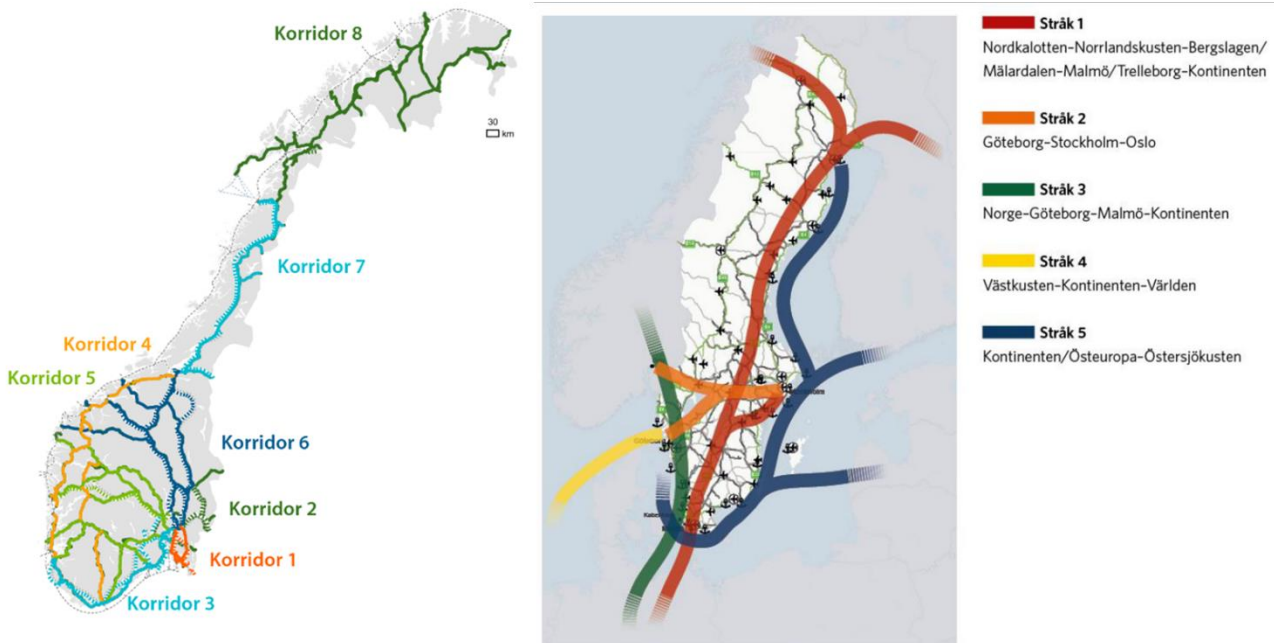 Korridor 8
30
km
Korridor 7
Korridor 4
Korridor 5
Korridor 6
Korridor 2
Korridor 1
Korridor 3
Stråk 1
Nordkalotten–Norrlandskusten–Bergslagen/
Mälardalen–Malmö/Trelleborg–Kontinenten
Stråk 2
Göteborg–Stockholm–Oslo
Stråk 3
Norge–Göteborg–Malmö–Kontinenten
Stråk 4
Västkusten–Kontinenten–Världen
Stråk 5
Kontinenten/Östeuropa–Östersjökusten